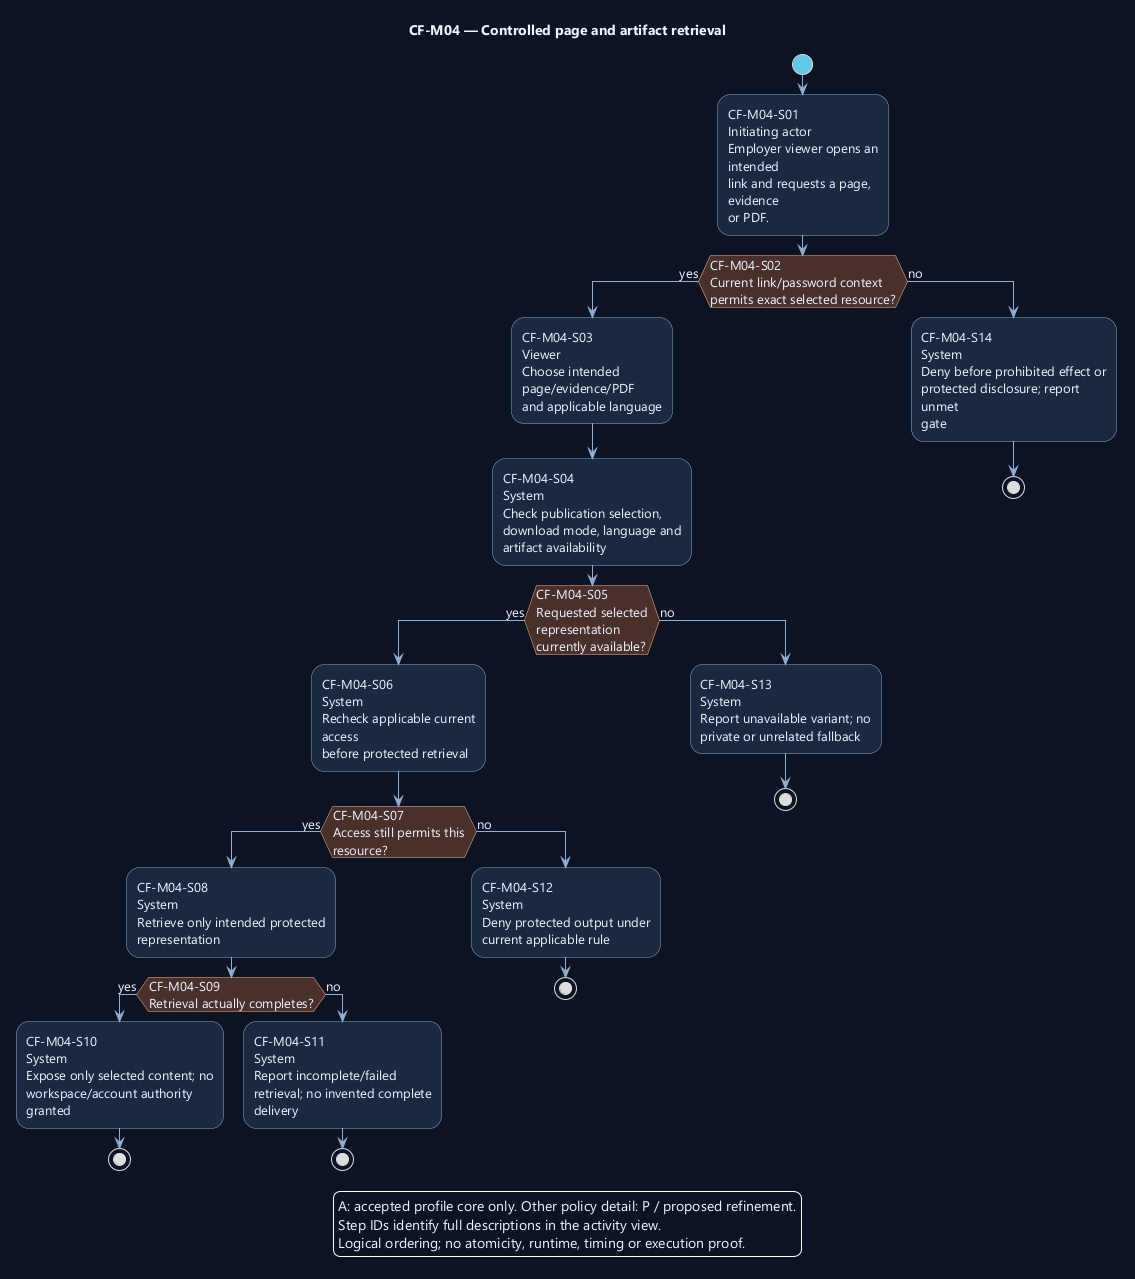 CF-M04 — Controlled page and artifact retrieval
CF-M04-S01
Initiating actor
Employer viewer opens an
intended
link and requests a page,
evidence
or PDF.
yes
CF-M04-S02
Current link/password context
permits exact selected resource?
no
CF-M04-S03
Viewer
Choose intended
page/evidence/PDF
and applicable language
CF-M04-S14
System
Deny before prohibited effect or
protected disclosure; report
unmet
gate
CF-M04-S04
System
Check publication selection,
download mode, language and
artifact availability
yes
CF-M04-S05
Requested selected
representation
currently available?
no
CF-M04-S06
System
Recheck applicable current
access
before protected retrieval
CF-M04-S13
System
Report unavailable variant; no
private or unrelated fallback
yes
CF-M04-S07
Access still permits this
resource?
no
CF-M04-S08
System
Retrieve only intended protected
representation
CF-M04-S12
System
Deny protected output under
current applicable rule
yes
CF-M04-S09
Retrieval actually completes?
no
CF-M04-S10
System
Expose only selected content; no
workspace/account authority
granted
CF-M04-S11
System
Report incomplete/failed
retrieval; no invented complete
delivery
A: accepted profile core only. Other policy detail: P / proposed refinement.
Step IDs identify full descriptions in the activity view.
Logical ordering; no atomicity, runtime, timing or execution proof.